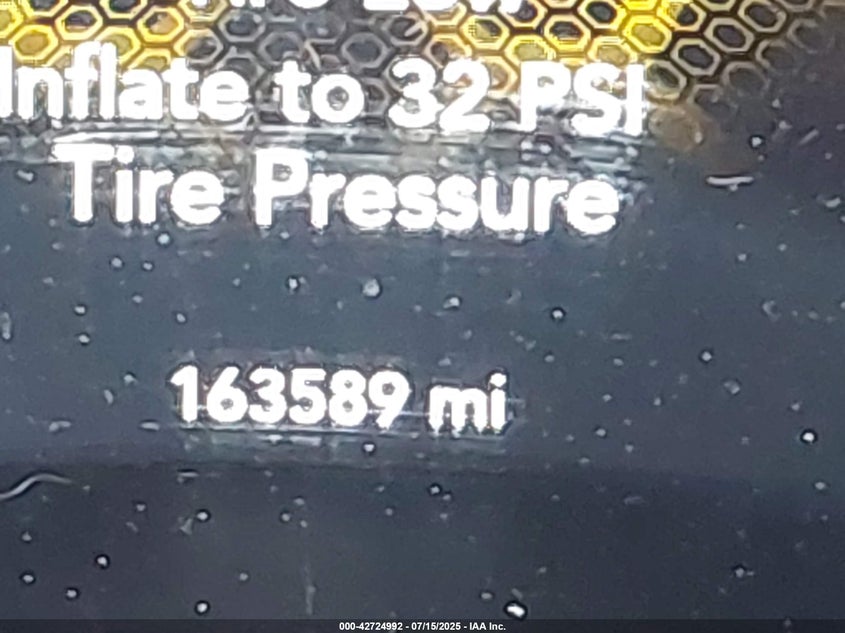 Inflate to 32 PSI
Tire Pressure
163589 mi
000-42724992 - 07/15/2025 - IAA Inc.